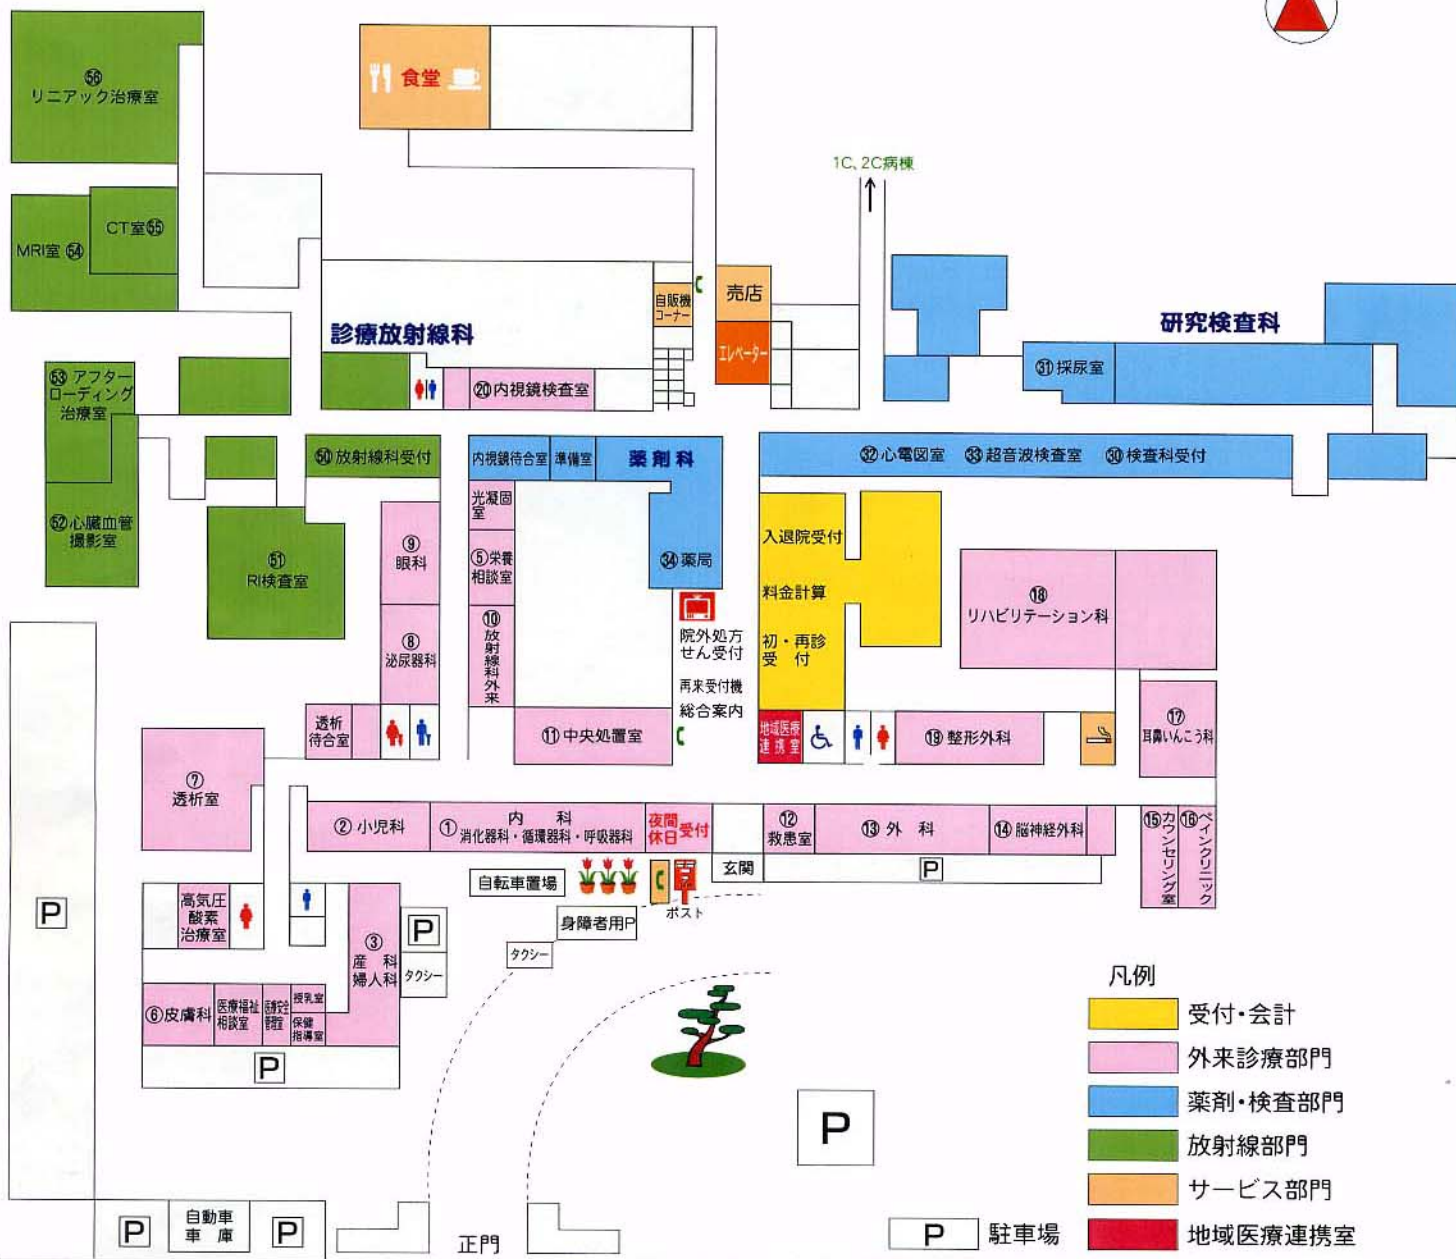 ㊺
リニアック治療室
食堂
1C、2C病棟
CT室㊺
MRI室 ㊹
自販機
コーナー
売店
エレベーター
診療放射線科
研究検査科
㊳ アフター
ローディング
治療室
⑳内視鏡検査室
㉛採尿室
㊿放射線科受付
内視鏡待合室
準備室
薬剤科
㉜心電図室 ㉝超音波検査室 ㉚検査科受付
光凝固
室
㊾心臓血管
撮影室
�51
RI検査室
⑨
眼科
⑤栄養
相談室
㉞薬局
入退院受付
料金計算
初・再診
受 付
⑱
リハビリテーション科
⑧
泌尿器科
⑩
放射線科外来
院外処方
せん受付
再来受付機
総合案内
透析
待合室
⑪中央処置室
地域医療
連携室
⑲整形外科
⑰
耳鼻いんこう科
⑦
透析室
②小児科
①
内 科
消化器科・循環器科・呼吸器科
夜間
休日
受付
⑫
救患室
⑬外 科
⑭脳神経外科
⑮
カウンセリング室
⑯
ペインクリニック
玄関
P
自転車置場
ポスト
身障者用P
タクシー
P
高気圧
酸素
治療室
③
産 科
婦人科
P
タクシー
⑥皮膚科
医療福祉
相談室
医療安全
管理室
授乳室
保健
指導室
P
P
凡例
受付・会計
外来診療部門
薬剤・検査部門
放射線部門
サービス部門
地域医療連携室
P
駐車場
P
自動車
車 庫
P
正門